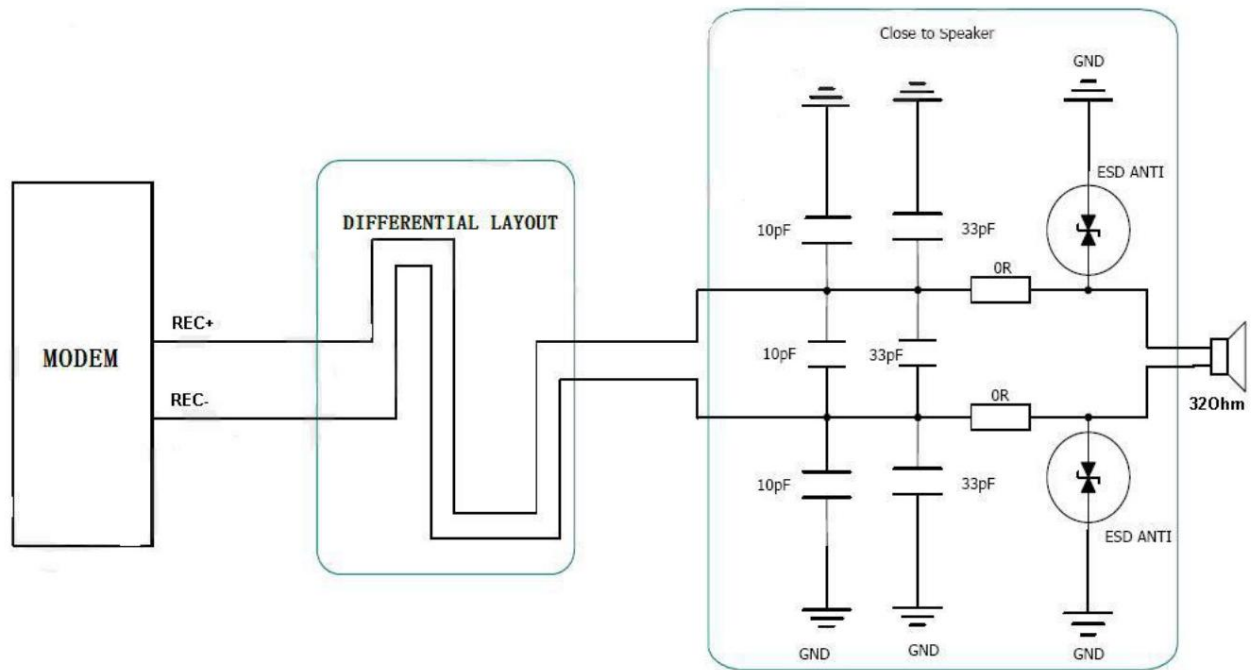 Close to Speaker
GND
ESD ANTI
DIFFERENTIAL LAYOUT
10pF
33pF
0R
REC+
MODEM
10pF
33pF
REC-
0R
32Ohm
10pF
33pF
ESD ANTI
GND
GND
GND